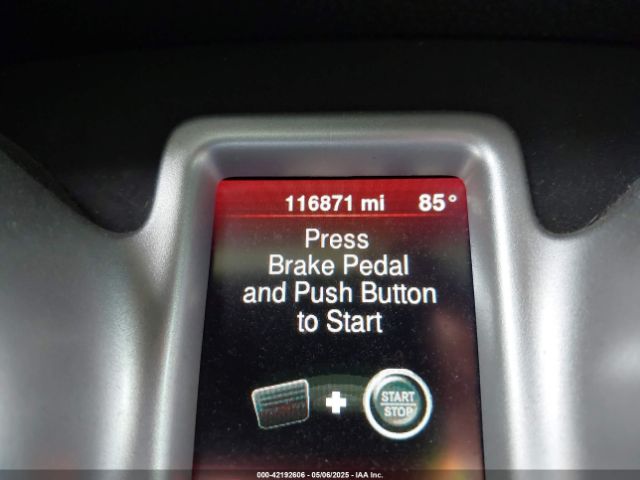 116871 mi 85°
Press
Brake Pedal
and Push Button
to Start
START
STOP
000-42192606 - 05/06/2025 - IAA Inc.